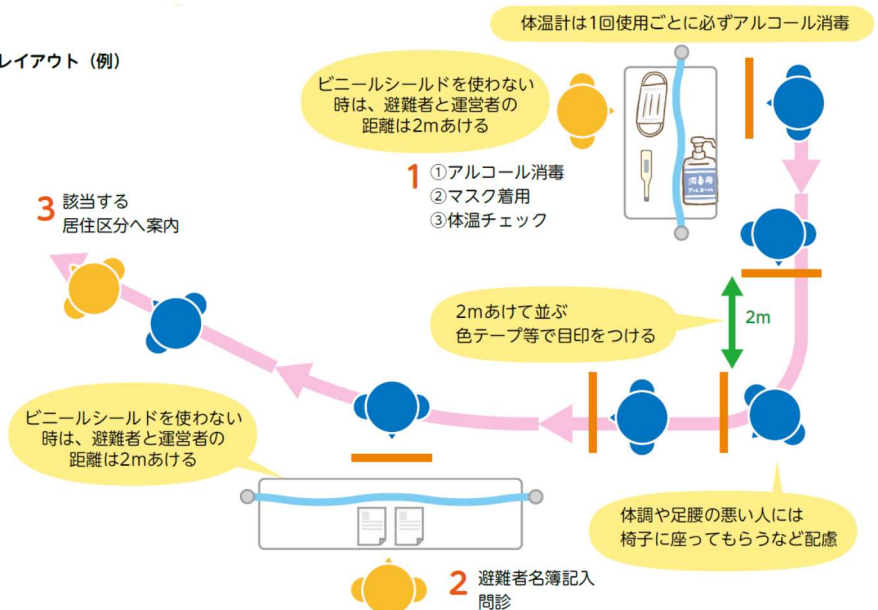 体温計は1回使用ごとに必ずアルコール消毒
レイアウト（例）
ビニールシールドを使わない
時は、避難者と運営者の
距離は2mあける
消毒用
アルコール
1 ①アルコール消毒
②マスク着用
③体温チェック
3 該当する
居住区分へ案内
2mあけて並ぶ
色テープ等で目印をつける
2m
ビニールシールドを使わない
時は、避難者と運営者の
距離は2mあける
体調や足腰の悪い人には
椅子に座ってもらうなど配慮
2 避難者名簿記入
問診